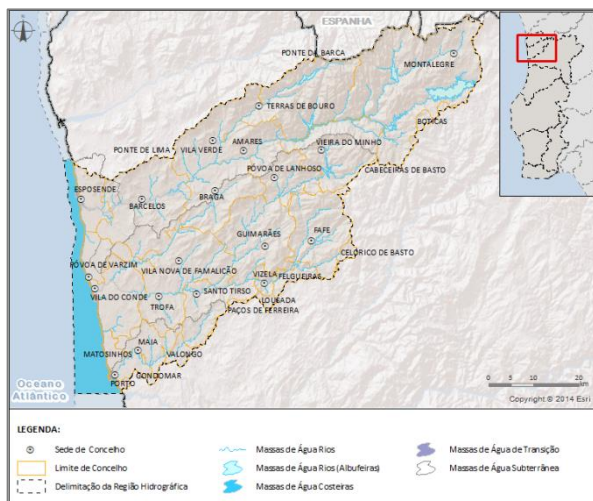 N
ESPANHA
PONTE DA BARCA
MONTALEGRE
TERRAS DE BOURO
BOTICAS
PONTE DE LIMA
VILA VERDE
AMARES
VIEIRA DO MINHO
PÓVOA DE LANHOSO
CABECEIRAS DE BASTO
ESPOSENDE
BARCELOS
BRAGA
GUIMARÃES
FAFE
CELORICO DE BASTO
PÓVOA DE VARZIM
VILA NOVA DE FAMALICÃO
VIZELA
FELGUEIRAS
VILA DO CONDE
SANTO TIRSO
LOUSADA
TROFA
PAÇOS DE FERREIRA
MAIA
MATOSINHOS
VALONGO
GONDOMAR
PORTO
Oceano
Atlântico
0 5 10 20
km
Copyright © 2014 Esri
LEGENDA:
Sede de Concelho
Massas de Água Rios
Massas de Água de Transição
Limite de Concelho
Massas de Água Rios (Albufeiras)
Massas de Água Subterrânea
Delimitação da Região Hidrográfica
Massas de Água Costeiras